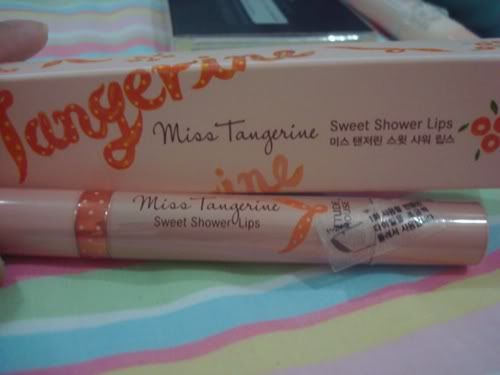 Tangerine
Miss Tangerine
Sweet Shower Lips
미스 탠저린 스윗 샤워 립스
rine
Miss Tangerine
Sweet Shower Lips